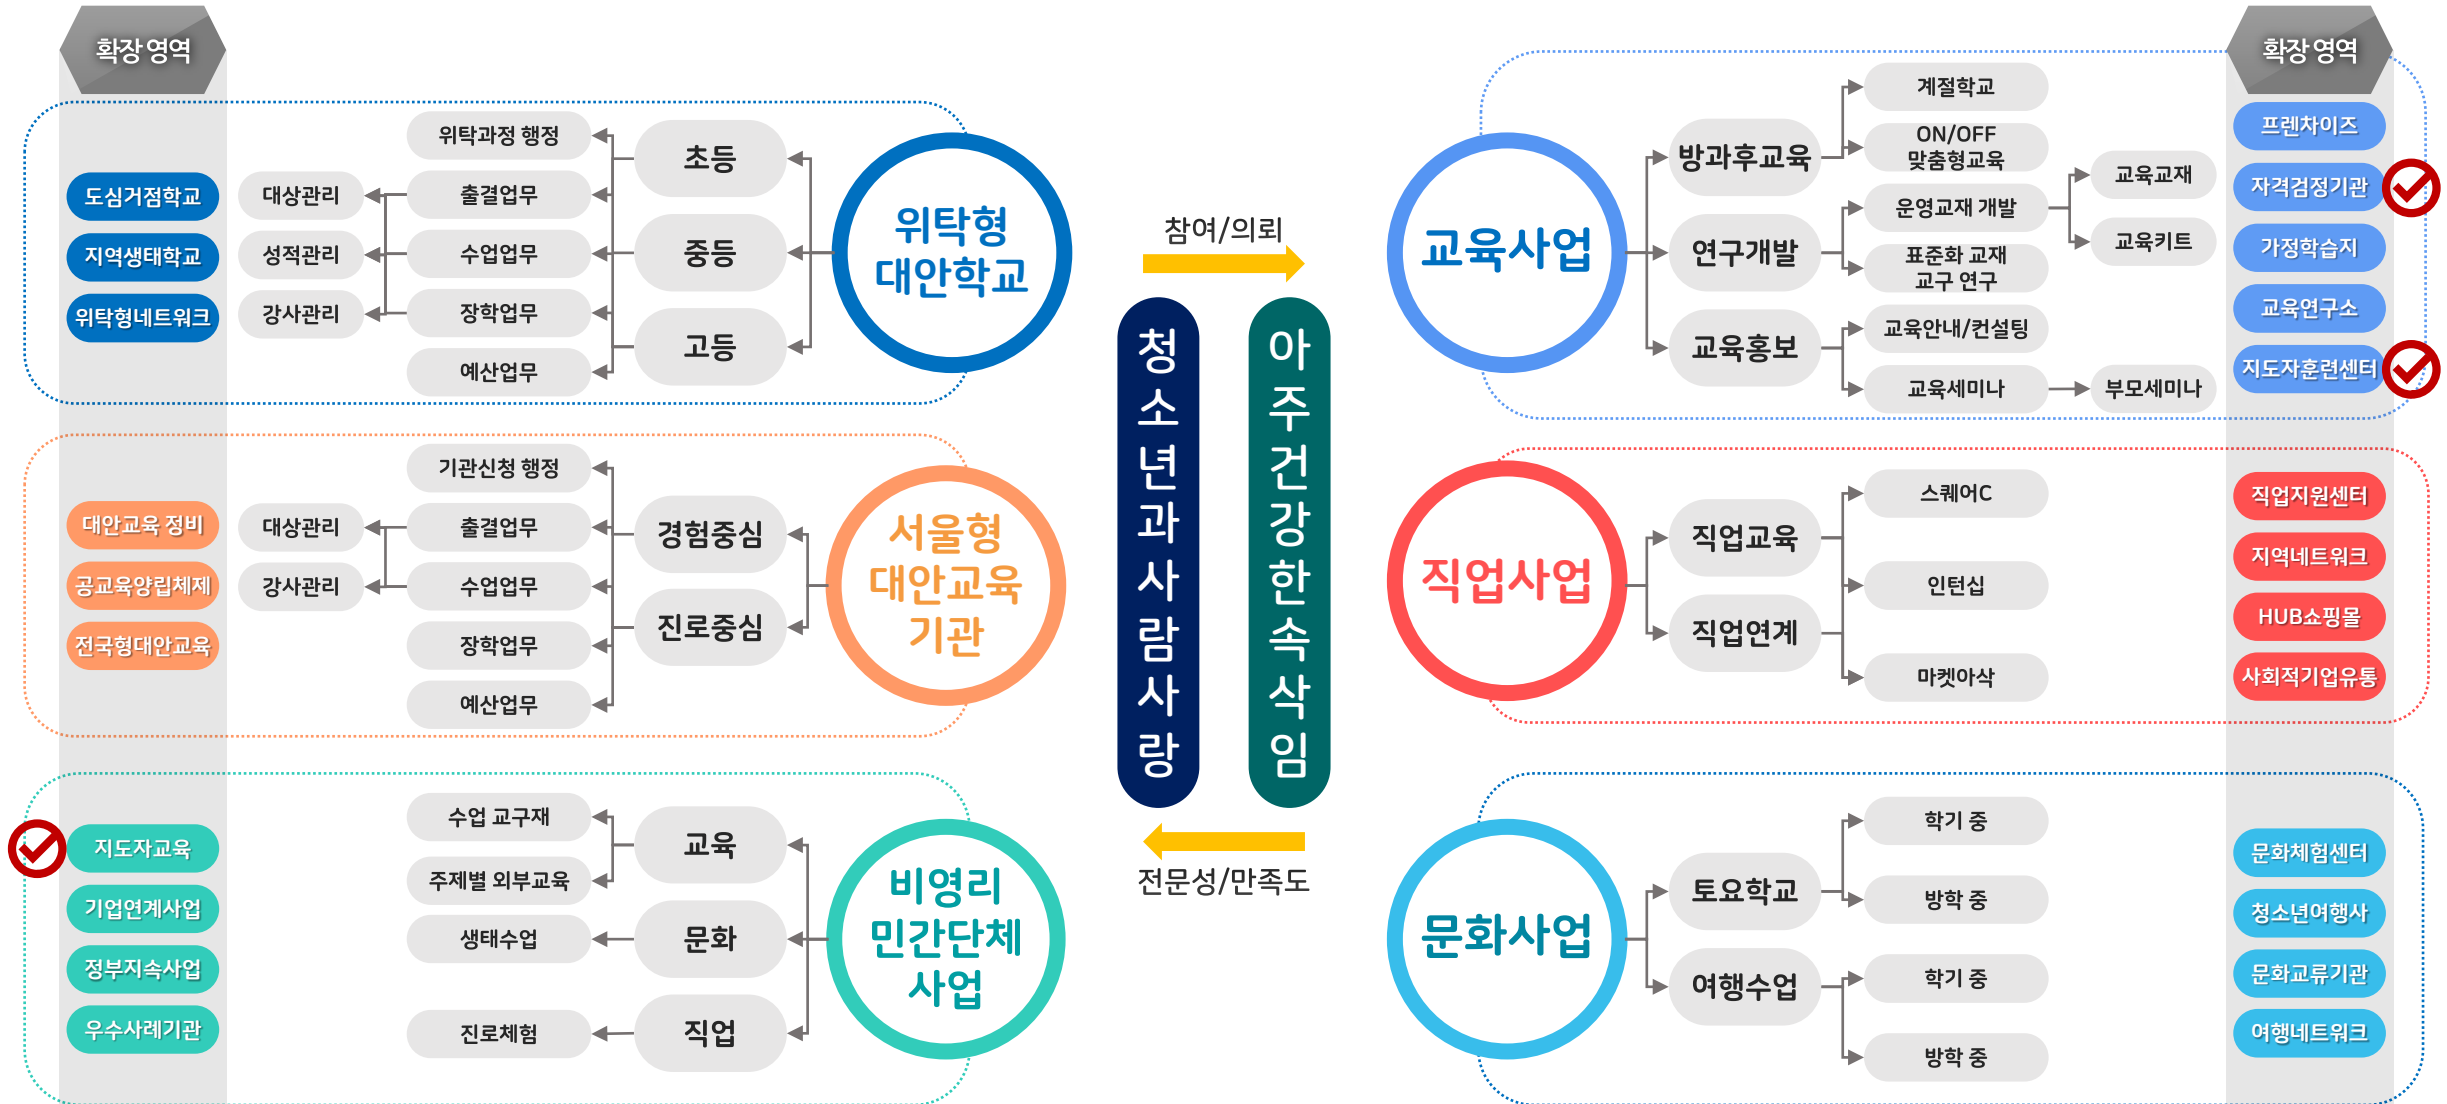 확장 영역
위탁과정 행정
출결업무
수업업무
장학업무
예산업무
초등
중등
고등
대상관리
성적관리
강사관리
도심거점학교
지역생태학교
위탁형네트워크
위탁형
대안학교
기관신청 행정
출결업무
수업업무
장학업무
예산업무
경험중심
진로중심
대상관리
강사관리
대안교육 정비
공교육양립체제
전국형대안교육
서울형
대안교육
기관
수업 교구재
주제별 외부교육
생태수업
진로체험
교육
문화
직업
지도자교육
기업연계사업
정부지속사업
우수사례기관
비영리
민간단체
사업
참여/의뢰
청소년과사람사랑
아주건강한속삭임
전문성/만족도
확장 영역
교육사업
방과후교육
연구개발
교육홍보
계절학교
ON/OFF
맞춤형교육
운영교재 개발
표준화 교재
교구 연구
교육안내/컨설팅
교육세미나
교육교재
교육키트
부모세미나
프렌차이즈
자격검정기관
가정학습지
교육연구소
지도자훈련센터
직업사업
직업교육
직업연계
스퀘어C
인턴십
마켓아삭
직업지원센터
지역네트워크
HUB쇼핑몰
사회적기업유통
문화사업
토요학교
여행수업
학기 중
방학 중
학기 중
방학 중
문화체험센터
청소년여행사
문화교류기관
여행네트워크